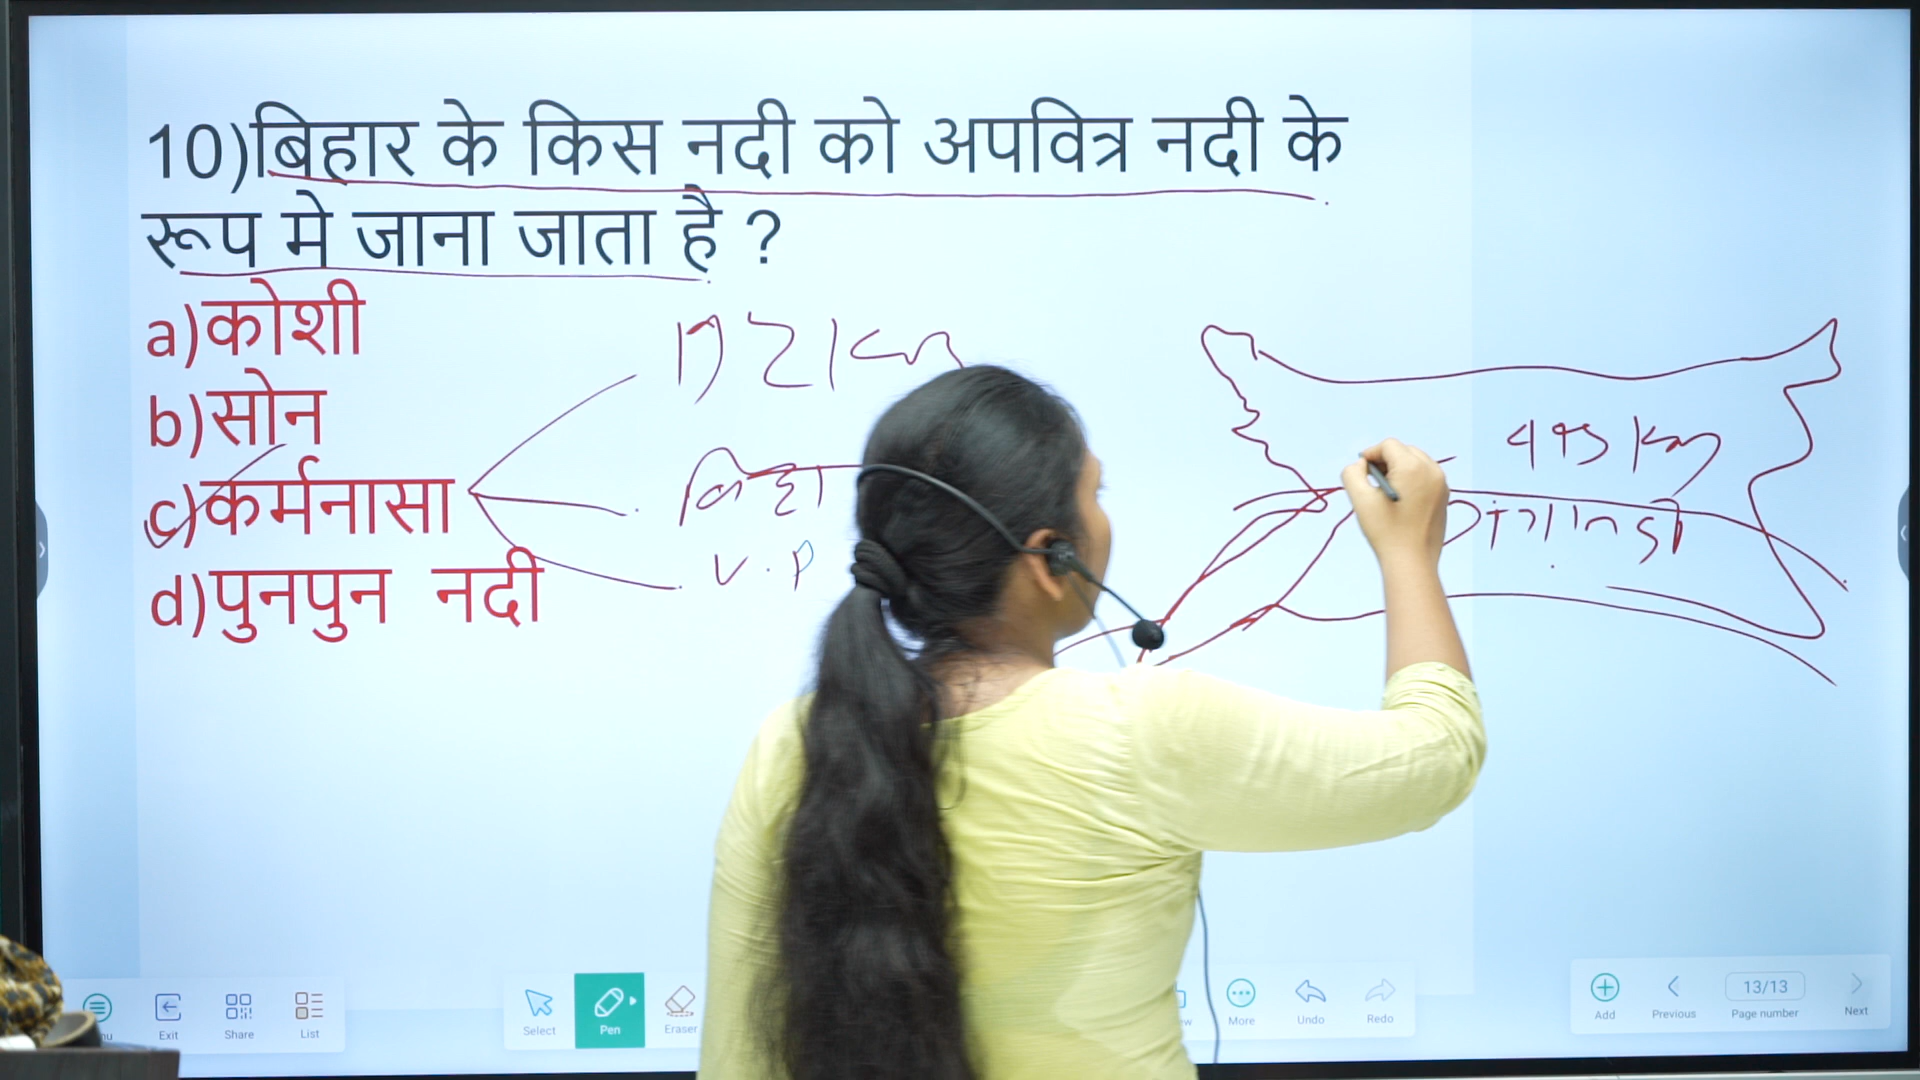 10)बिहार के किस नदी को अपवित्र नदी के
रूप मे जाना जाता है ?
a)कोशी
b)सोन
c)कर्मनासा
d)पुनपुन नदी
v.p
Exit
Share
List
Select
Pen
Eraser
More
Undo
Redo
Add
Previous
13/13
Page number
Next